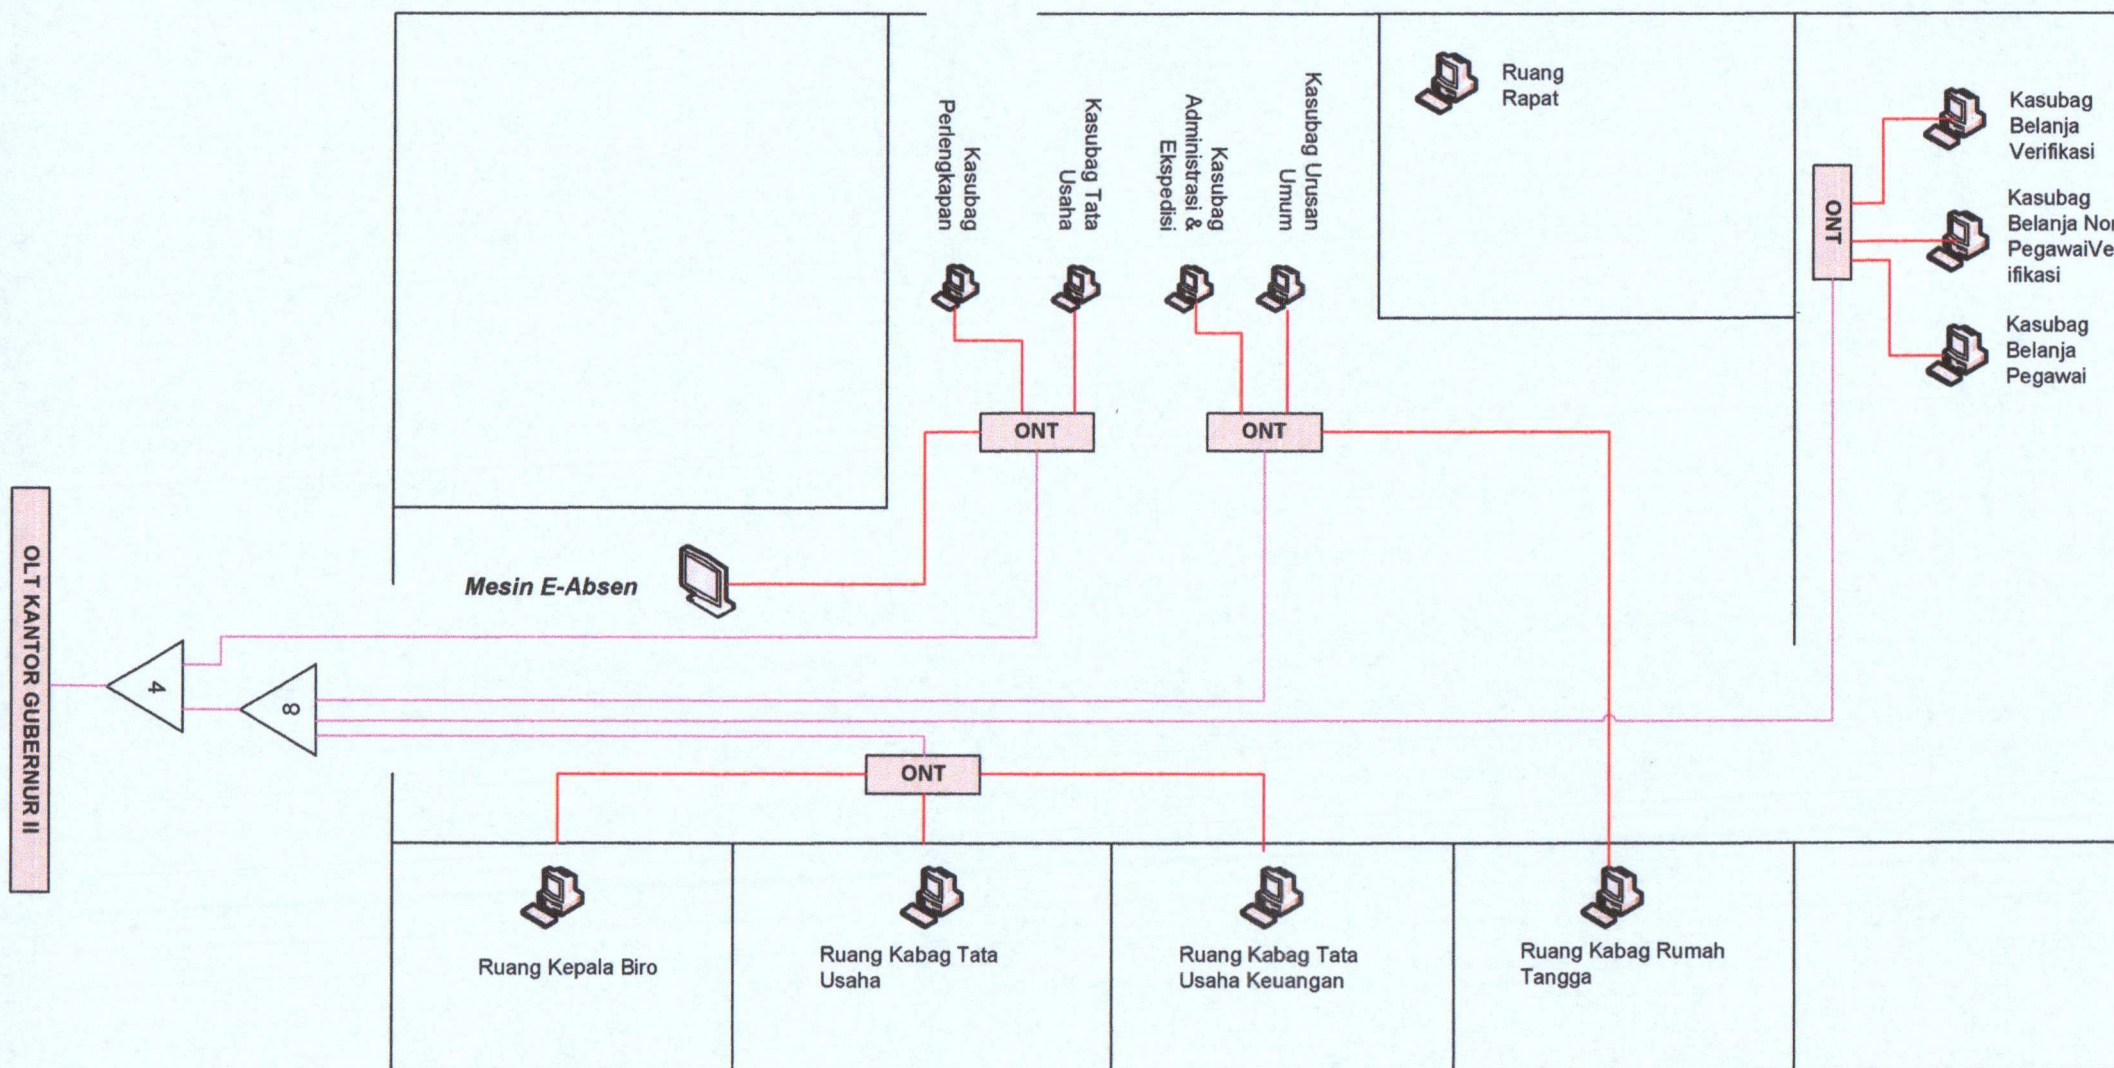 Kasubag
Perlengkapan
Kasubag Tata
Usaha
Kasubag
Administrasi &
Ekspedisi
Kasubag Urusan
Umum
Ruang
Rapat
Kasubag
Belanja
Verifikasi
Kasubag
Belanja Non
PegawaiVe
ifikasi
Kasubag
Belanja
Pegawai
ONT
ONT
ONT
Mesin E-Absen
OLT KANTOR GUBERNUR II
4
8
ONT
Ruang Kepala Biro
Ruang Kabag Tata
Usaha
Ruang Kabag Tata
Usaha Keuangan
Ruang Kabag Rumah
Tangga